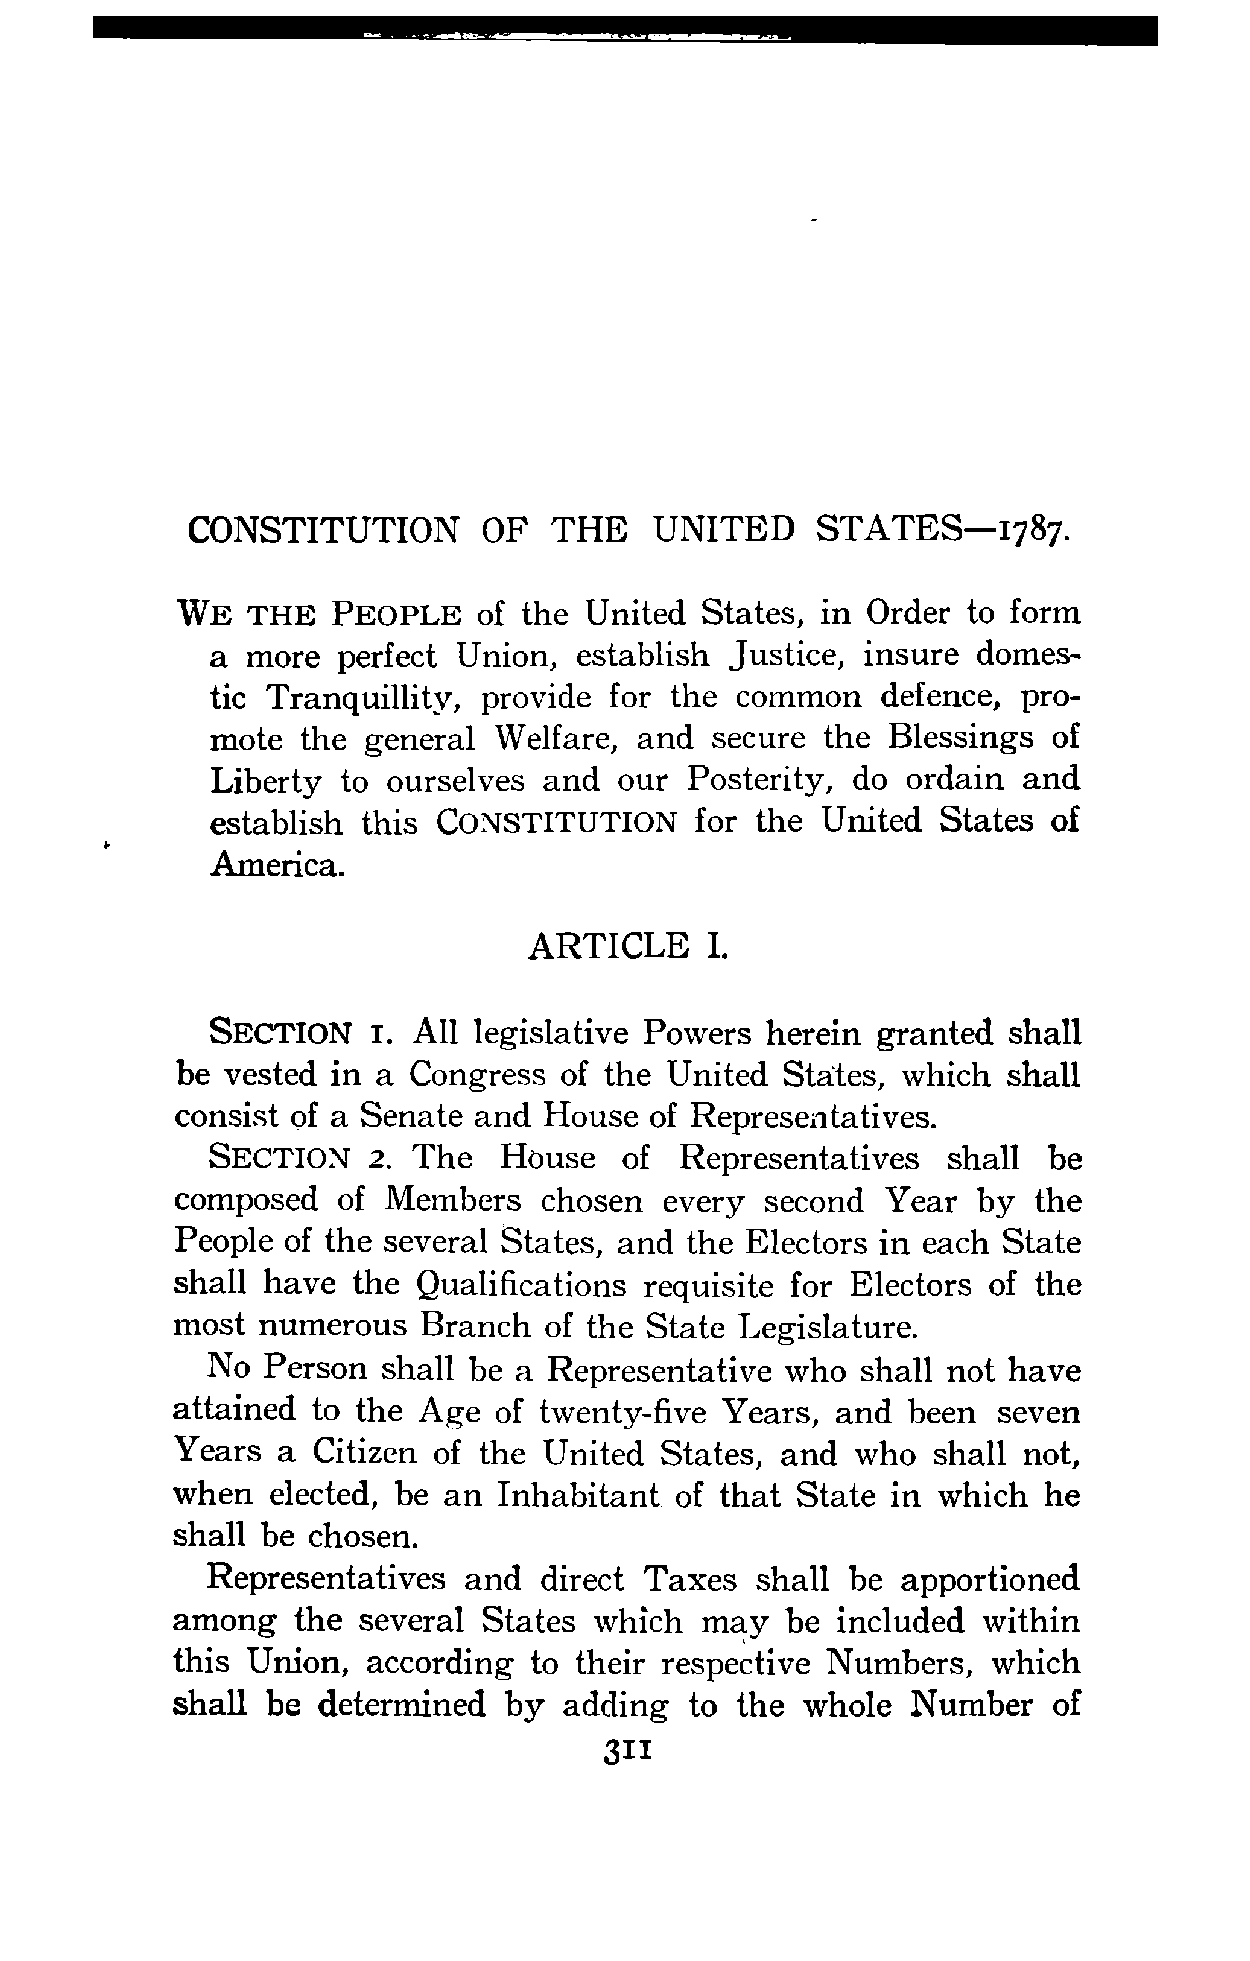 CONSTITUTION OF THE UNITED STATES—1787.
WE THE PEOPLE of the United States, in Order to form
a more perfect Union, establish Justice, insure domes-
tic Tranquillity, provide for the common defence, pro-
mote the general Welfare, and secure the Blessings of
Liberty to ourselves and our Posterity, do ordain and
establish this CONSTITUTION for the United States of
America.
ARTICLE I.
SECTION 1. All legislative Powers herein granted shall
be vested in a Congress of the United States, which shall
consist of a Senate and House of Representatives.
SECTION 2. The House of Representatives shall be
composed of Members chosen every second Year by the
People of the several States, and the Electors in each State
shall have the Qualifications requisite for Electors of the
most numerous Branch of the State Legislature.
No Person shall be a Representative who shall not have
attained to the Age of twenty-five Years, and been seven
Years a Citizen of the United States, and who shall not,
when elected, be an Inhabitant of that State in which he
shall be chosen.
Representatives and direct Taxes shall be apportioned
among the several States which may be included within
this Union, according to their respective Numbers, which
shall be determined by adding to the whole Number of
311